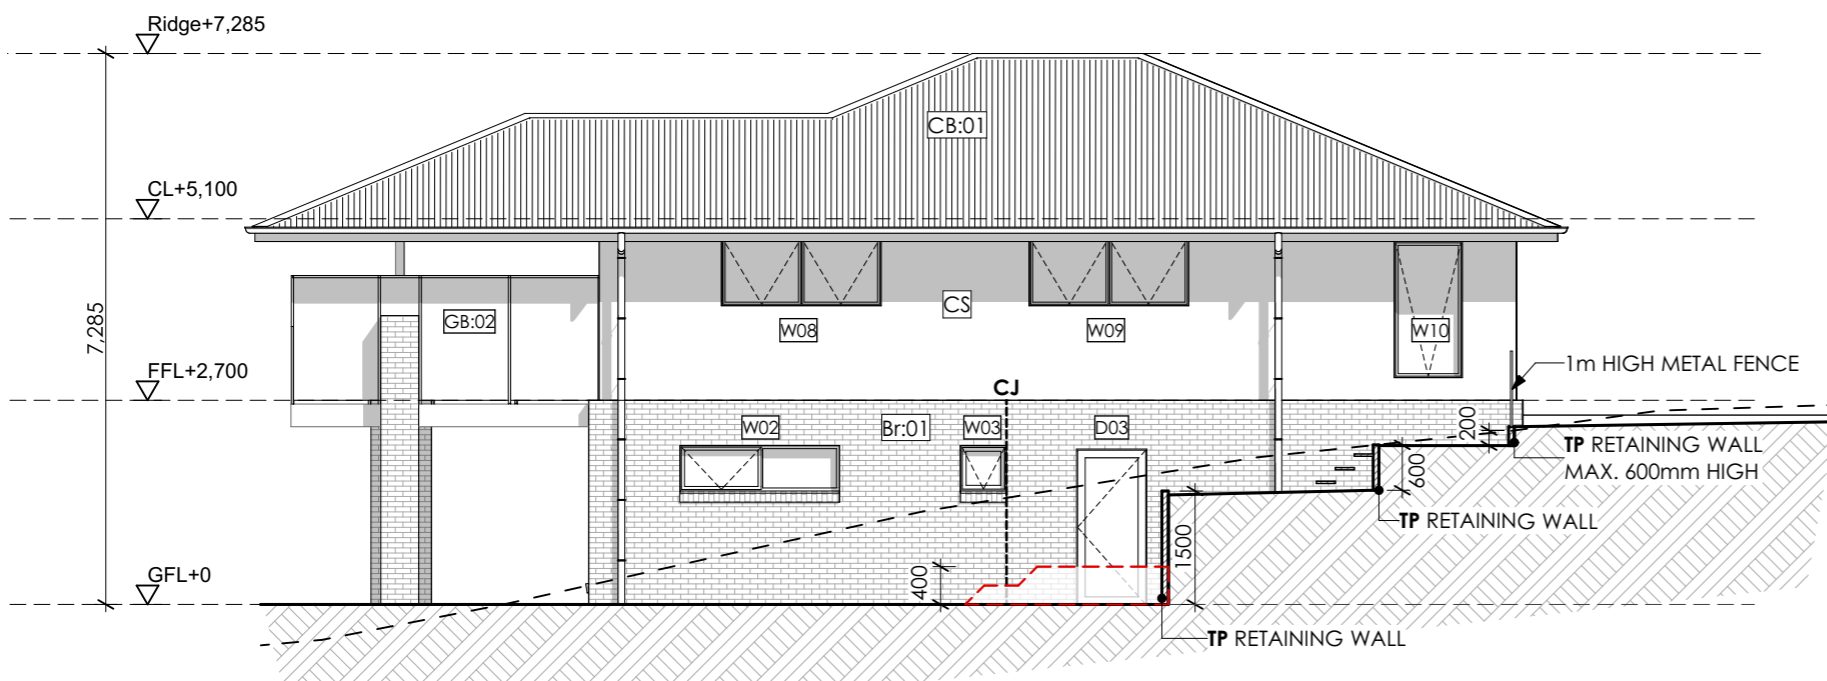 Ridge+7,285
CB:01
CL+5,100
7,285
GB:02
CS
W08
W09
W10
1m HIGH METAL FENCE
FFL+2,700
CJ
W02
Br:01
W03
D03
200
TP RETAINING WALL
MAX. 600mm HIGH
600
TP RETAINING WALL
1500
400
GFL+0
TP RETAINING WALL